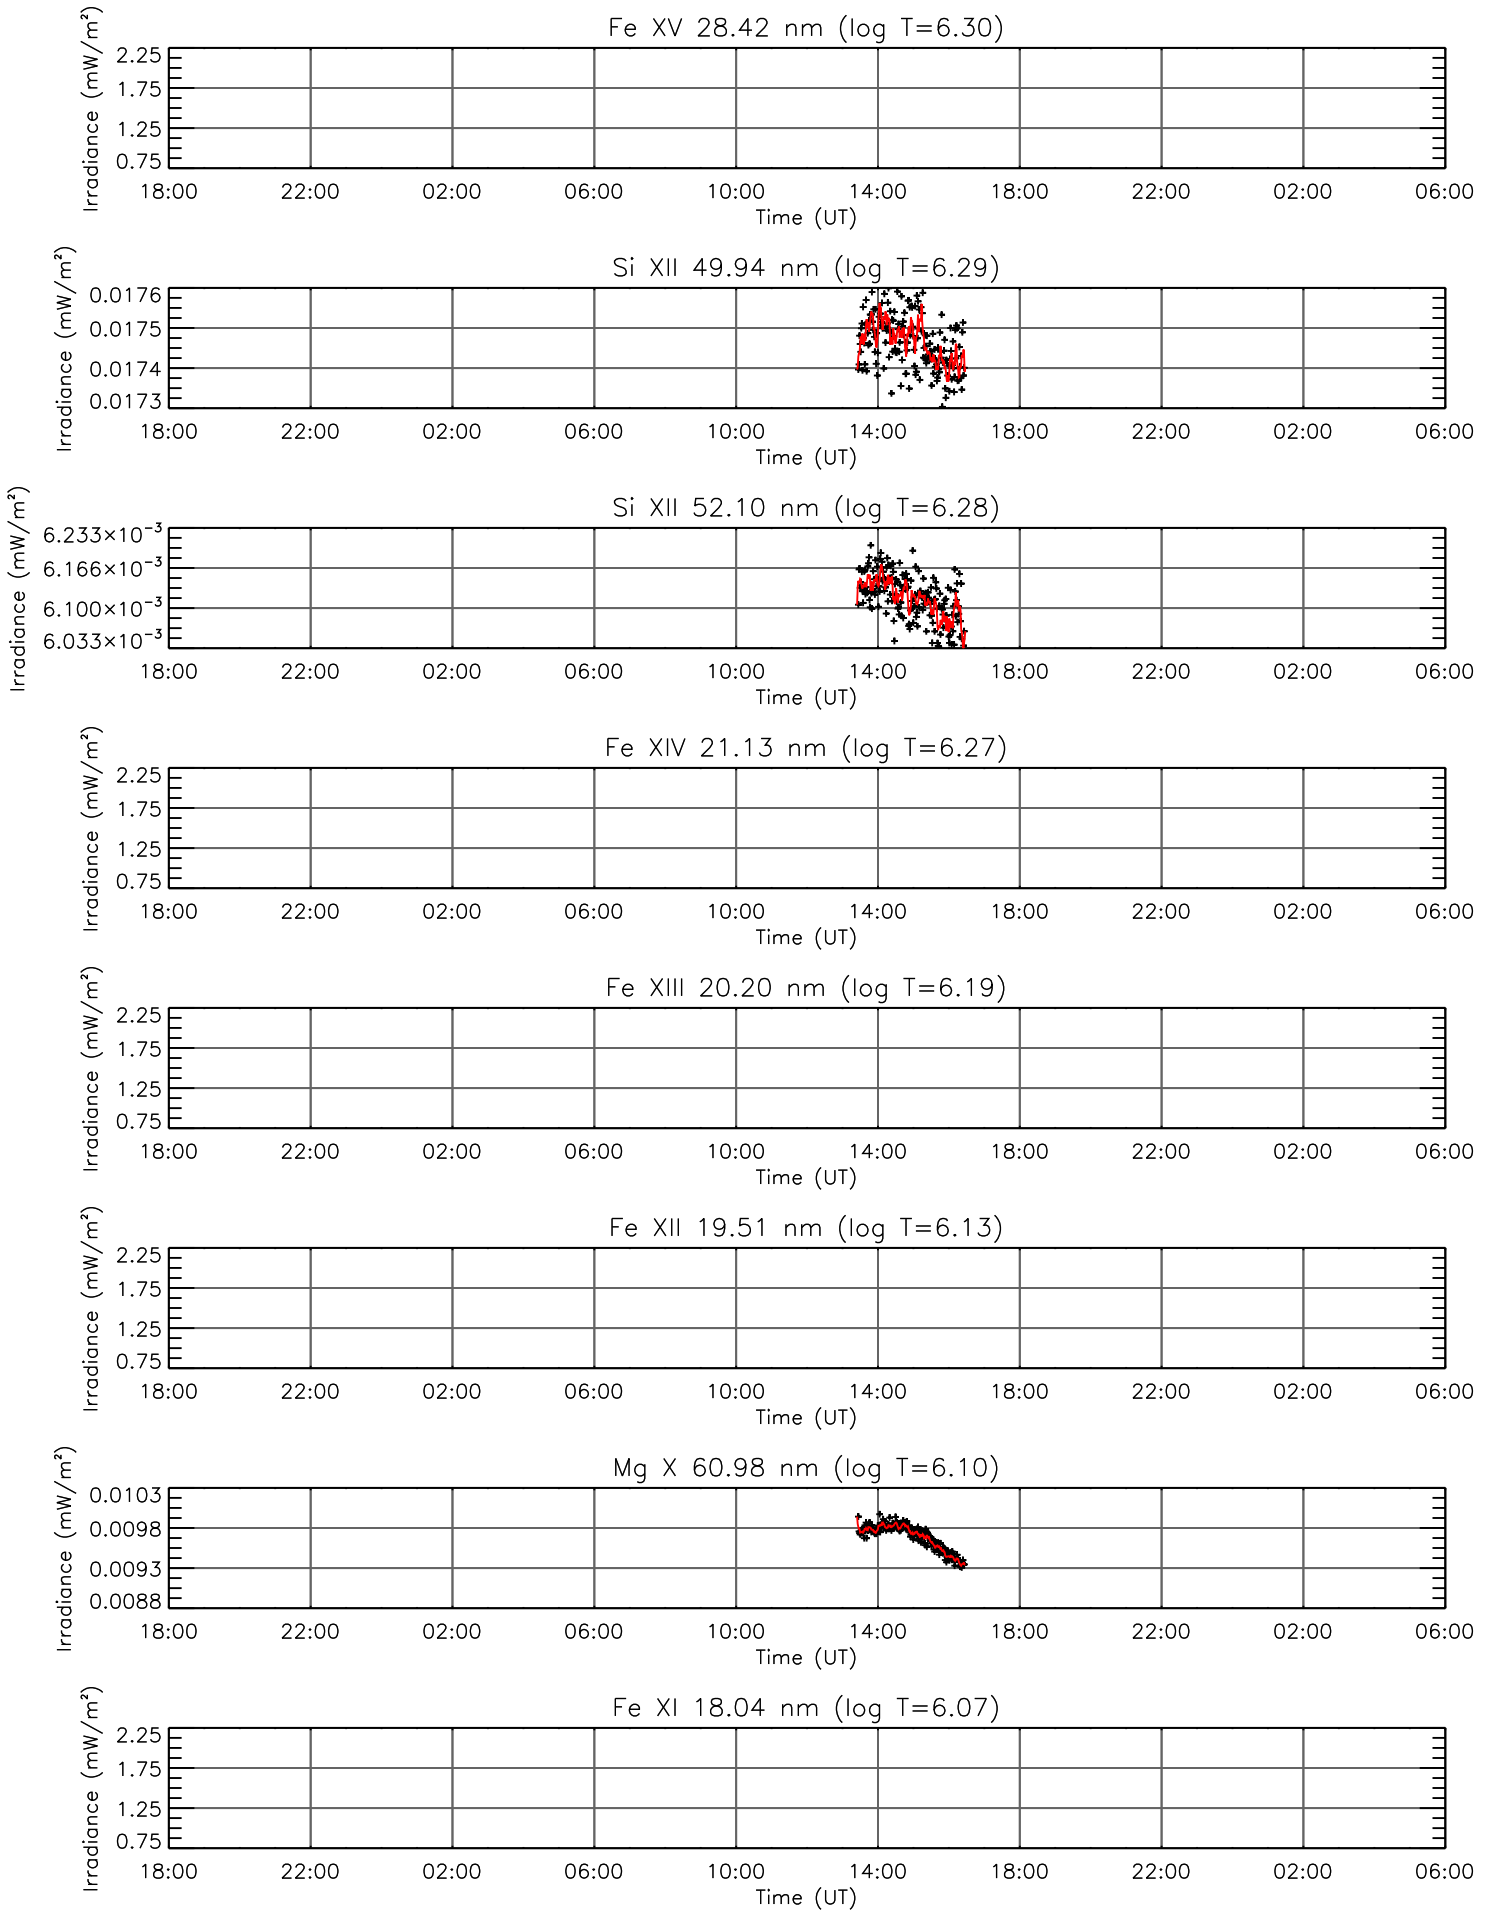 Fe XV 28.42 nm (log T=6.30)
Irradiance (mW/m²)
2.25
1.75
1.25
0.75
18:00 22:00 02:00 06:00 10:00 14:00 18:00 22:00 02:00 06:00
Time (UT)
Si XII 49.94 nm (log T=6.29)
Irradiance (mW/m²)
0.0176
0.0175
0.0174
0.0173
18:00 22:00 02:00 06:00 10:00 14:00 18:00 22:00 02:00 06:00
Time (UT)
Si XII 52.10 nm (log T=6.28)
Irradiance (mW/m²)
6.233×10⁻³
6.166×10⁻³
6.100×10⁻³
6.033×10⁻³
18:00 22:00 02:00 06:00 10:00 14:00 18:00 22:00 02:00 06:00
Time (UT)
Fe XIV 21.13 nm (log T=6.27)
Irradiance (mW/m²)
2.25
1.75
1.25
0.75
18:00 22:00 02:00 06:00 10:00 14:00 18:00 22:00 02:00 06:00
Time (UT)
Fe XIII 20.20 nm (log T=6.19)
Irradiance (mW/m²)
2.25
1.75
1.25
0.75
18:00 22:00 02:00 06:00 10:00 14:00 18:00 22:00 02:00 06:00
Time (UT)
Fe XII 19.51 nm (log T=6.13)
Irradiance (mW/m²)
2.25
1.75
1.25
0.75
18:00 22:00 02:00 06:00 10:00 14:00 18:00 22:00 02:00 06:00
Time (UT)
Mg X 60.98 nm (log T=6.10)
Irradiance (mW/m²)
0.0103
0.0098
0.0093
0.0088
18:00 22:00 02:00 06:00 10:00 14:00 18:00 22:00 02:00 06:00
Time (UT)
Fe XI 18.04 nm (log T=6.07)
Irradiance (mW/m²)
2.25
1.75
1.25
0.75
18:00 22:00 02:00 06:00 10:00 14:00 18:00 22:00 02:00 06:00
Time (UT)